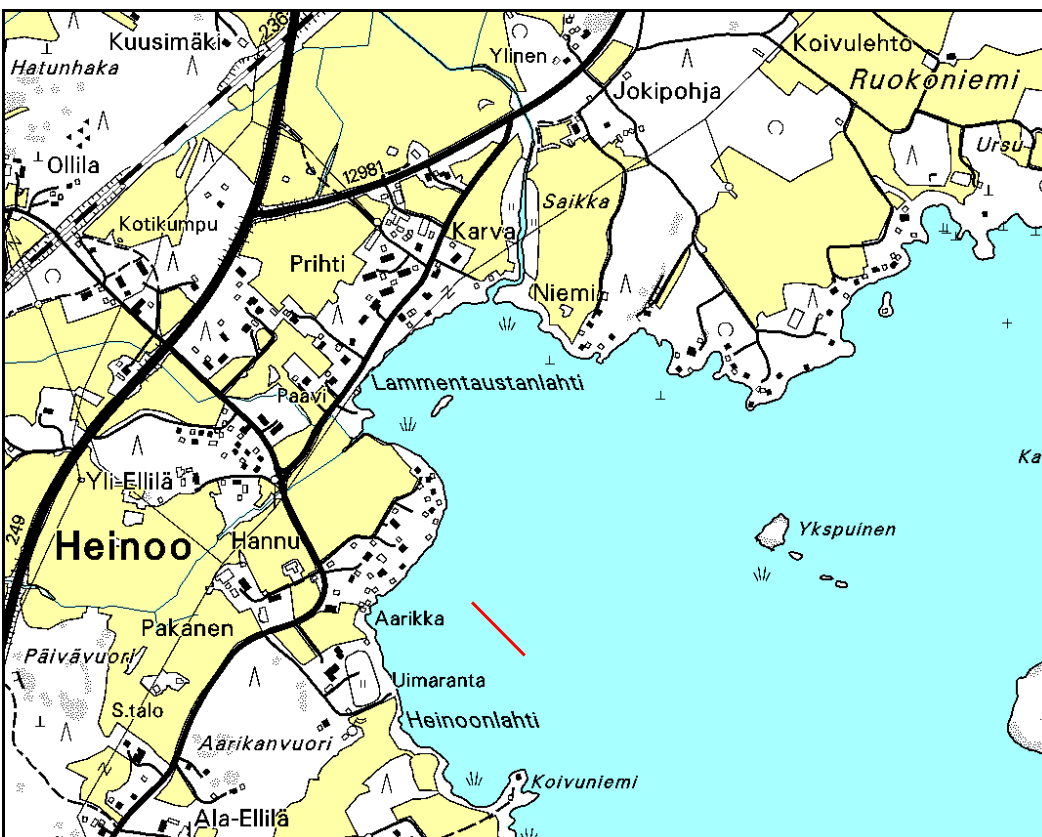 Kuusimäki
236
Ylinen
Koivulehto
Hatunhaka
Ruokoniemi
Jokipohja
Ollila
12981
Ursu
Saikka
Kotikumpu
Karva
Prihti
Niemi
Lammentaustanlahti
Paavi
Yli-Ellilä
Ka
249
Ykspuinen
Heinoo
Hannu
Aarikka
Pakanen
Päivävuori
Uimaranta
S.talo
Heinoonlahti
Aarikanvuori
Koivuniemi
Ala-Ellilä